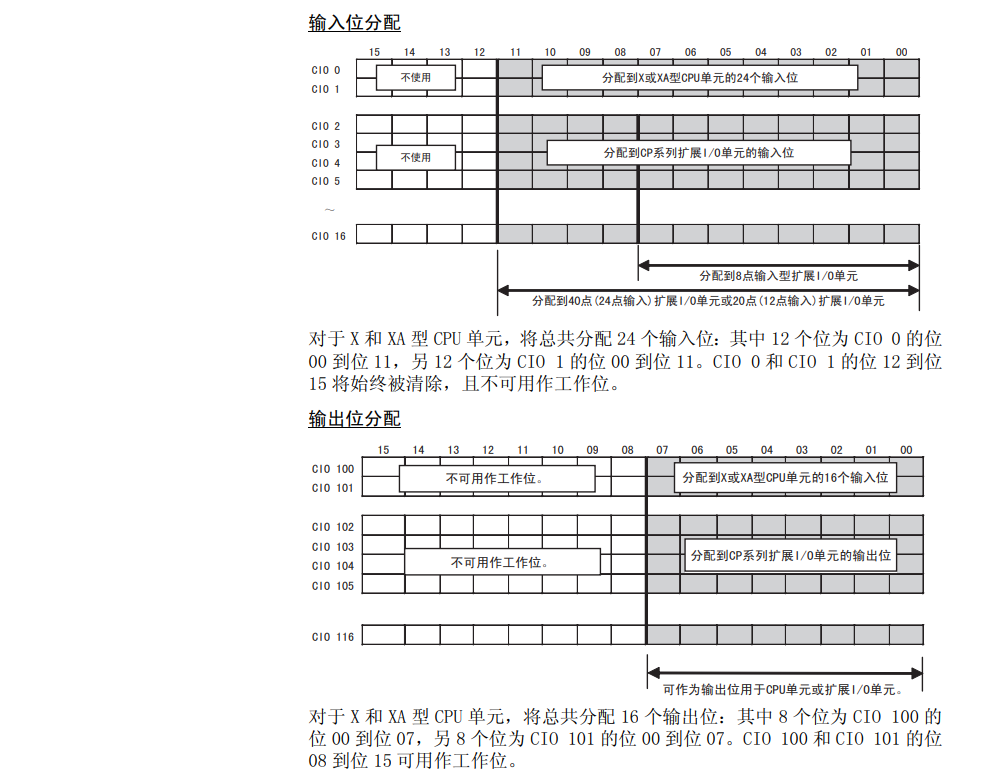 输入位分配
15 14 13 12 11 10 09 08 07 06 05 04 03 02 01 00
CIO 0
不使用
分配到X或XA型CPU单元的24个输入位
CIO 1
CIO 2
CIO 3
不使用
分配到CP系列扩展I/O单元的输入位
CIO 4
CIO 5
～
CIO 16
分配到8点输入型扩展I/O单元
分配到40点(24点输入)扩展I/O单元或20点(12点输入)扩展I/O单元
对于 X 和 XA 型 CPU 单元，将总共分配 24 个输入位：其中 12 个位为 CIO 0 的位
00 到位 11，另 12 个位为 CIO 1 的位 00 到位 11。CIO 0 和 CIO 1 的位 12 到位
15 将始终被清除，且不可用作工作位。
输出位分配
15 14 13 12 11 10 09 08 07 06 05 04 03 02 01 00
CIO 100
不可用作工作位。
分配到X或XA型CPU单元的16个输入位
CIO 101
CIO 102
CIO 103
不可用作工作位。
分配到CP系列扩展I/O单元的输出位
CIO 104
CIO 105
CIO 116
可作为输出位用于CPU单元或扩展I/O单元。
对于 X 和 XA 型 CPU 单元，将总共分配 16 个输出位：其中 8 个位为 CIO 100 的
位 00 到位 07，另 8 个位为 CIO 101 的位 00 到位 07。CIO 100 和 CIO 101 的位
08 到位 15 可用作工作位。